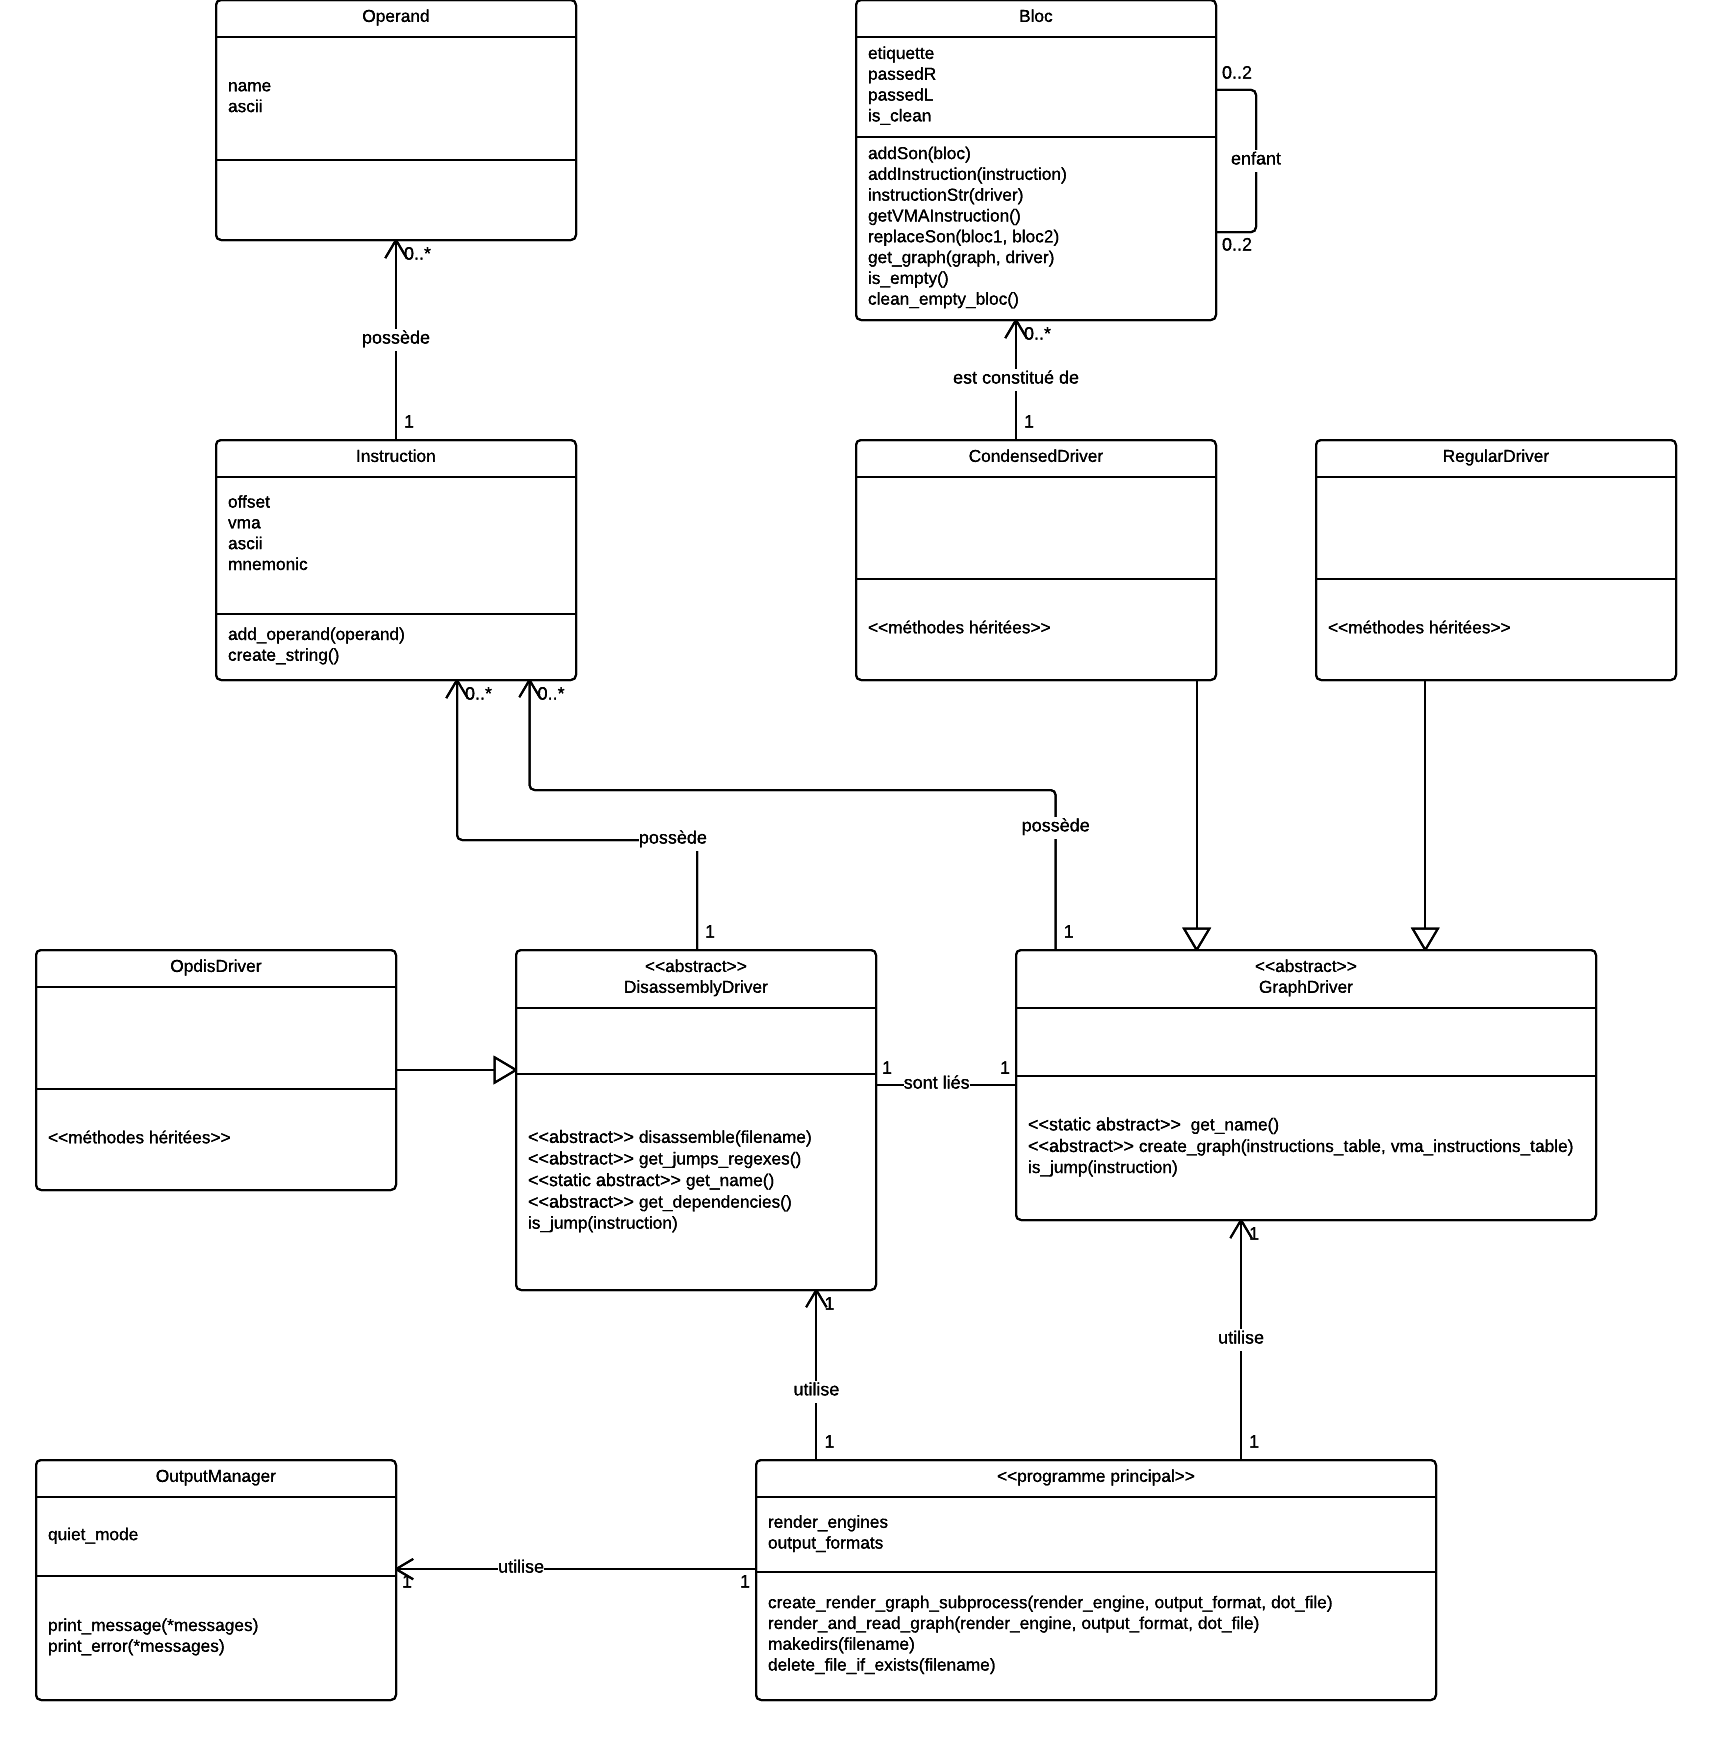 Operand
name
ascii
Bloc
etiquette
passedR
passedL
is_clean
addSon(bloc)
addInstruction(instruction)
instructionStr(driver)
getVMAInstruction()
replaceSon(bloc1, bloc2)
get_graph(graph, driver)
is_empty()
clean_empty_bloc()
0..2
enfant
0..2
0..*
possède
1
0..*
est constitué de
1
Instruction
offset
vma
ascii
mnemonic
add_operand(operand)
create_string()
CondensedDriver
<<méthodes héritées>>
RegularDriver
<<méthodes héritées>>
0..*
0..*
possède
possède
1
1
OpdisDriver
<<méthodes héritées>>
<<abstract>>
DisassemblyDriver
<<abstract>> disassemble(filename)
<<abstract>> get_jumps_regexes()
<<static abstract>> get_name()
<<abstract>> get_dependencies()
is_jump(instruction)
1
sont liés
1
<<abstract>>
GraphDriver
<<static abstract>>  get_name()
<<abstract>> create_graph(instructions_table, vma_instructions_table)
is_jump(instruction)
1
utilise
1
1
utilise
1
OutputManager
quiet_mode
print_message(*messages)
print_error(*messages)
1
utilise
1
<<programme principal>>
render_engines
output_formats
create_render_graph_subprocess(render_engine, output_format, dot_file)
render_and_read_graph(render_engine, output_format, dot_file)
makedirs(filename)
delete_file_if_exists(filename)